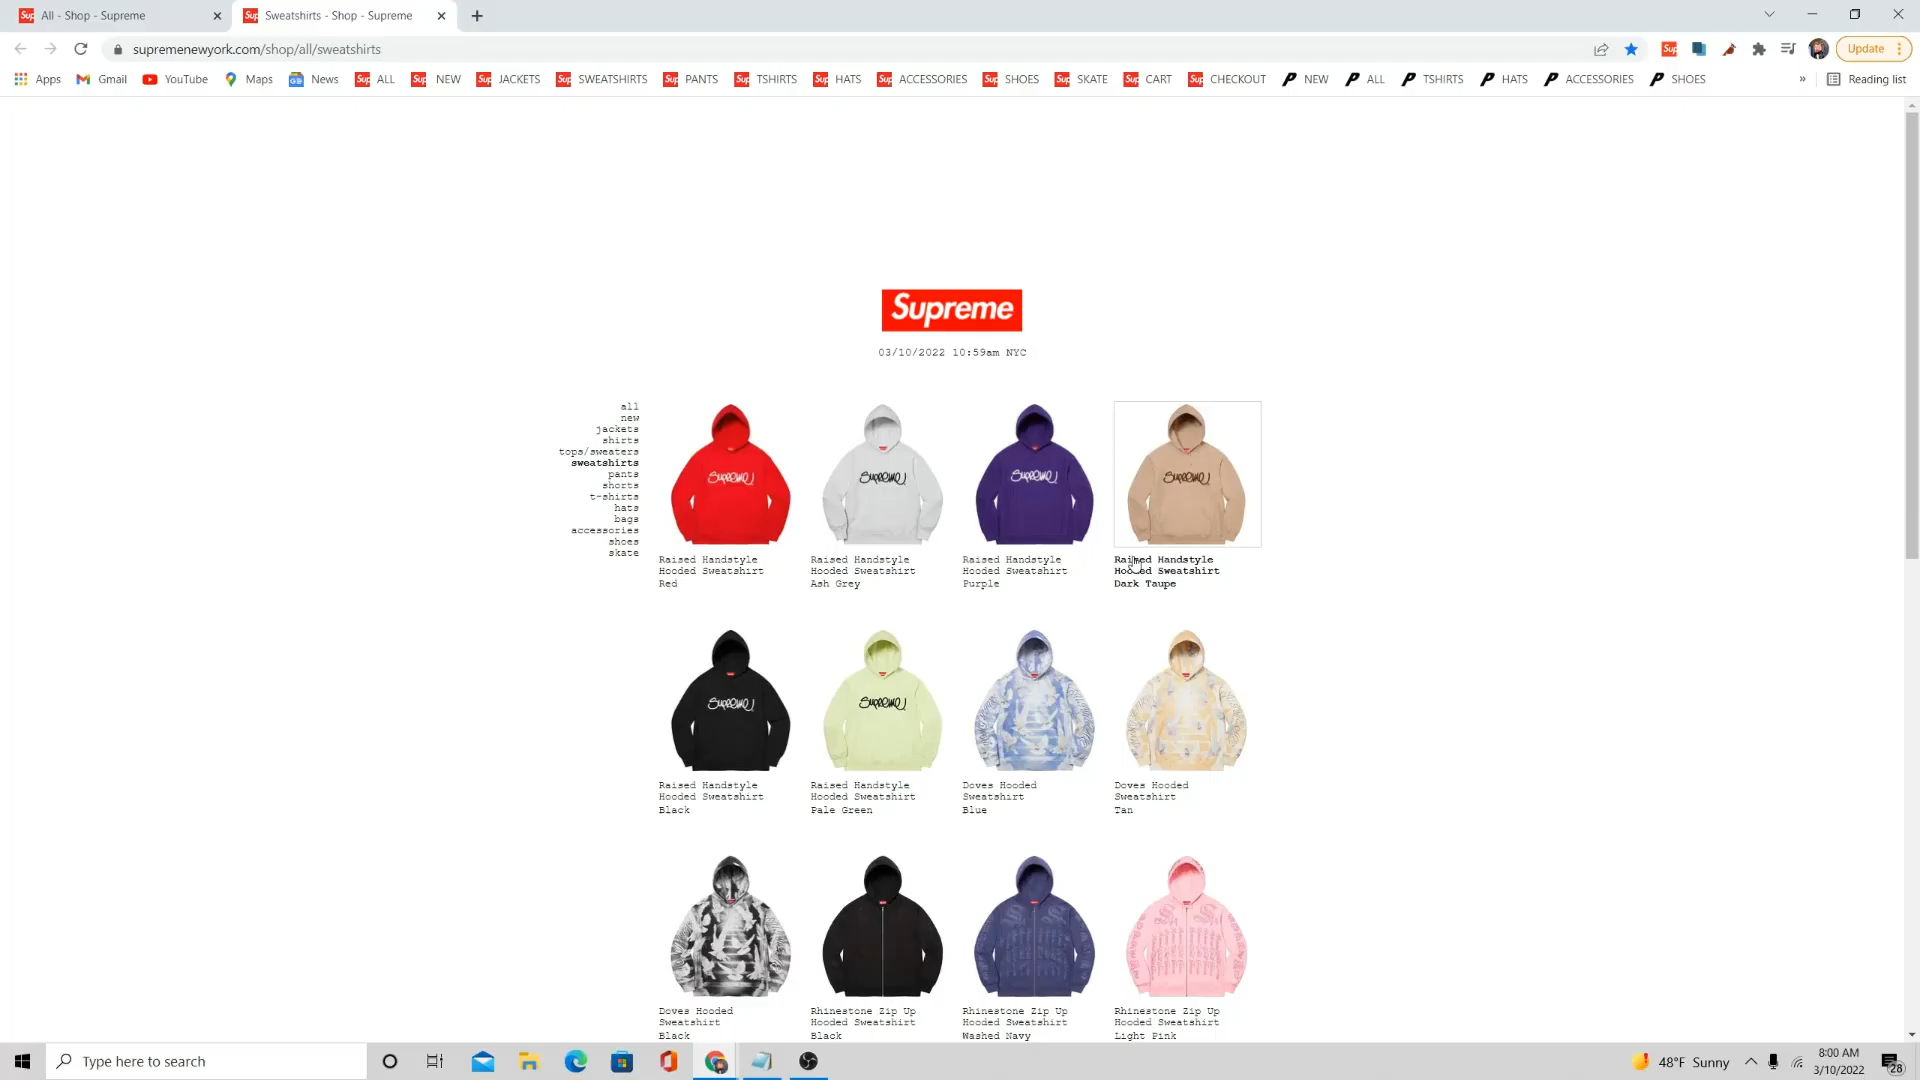 All - Shop - Supreme
Sweatshirts - Shop - Supreme
supremenewyork.com/shop/all/sweatshirts
Update
Apps Gmail YouTube Maps News ALL NEW JACKETS SWEATSHIRTS PANTS TSHIRTS HATS ACCESSORIES SHOES SKATE CART CHECKOUT NEW ALL TSHIRTS HATS ACCESSORIES SHOES » Reading list
Supreme
03/10/2022 10:59am NYC
all
new
jackets
shirts
tops/sweaters
sweatshirts
pants
shorts
t-shirts
hats
bags
accessories
shoes
skate
Supreme
Supreme
Supreme
Supreme
Raised Handstyle
Hooded Sweatshirt
Red
Raised Handstyle
Hooded Sweatshirt
Ash Grey
Raised Handstyle
Hooded Sweatshirt
Purple
Raised Handstyle
Hooded Sweatshirt
Dark Taupe
Supreme
Supreme
Raised Handstyle
Hooded Sweatshirt
Black
Raised Handstyle
Hooded Sweatshirt
Pale Green
Doves Hooded
Sweatshirt
Blue
Doves Hooded
Sweatshirt
Tan
Doves Hooded
Sweatshirt
Black
Rhinestone Zip Up
Hooded Sweatshirt
Black
Rhinestone Zip Up
Hooded Sweatshirt
Washed Navy
Rhinestone Zip Up
Hooded Sweatshirt
Light Pink
Type here to search
48°F Sunny
8:00 AM
3/10/2022
28